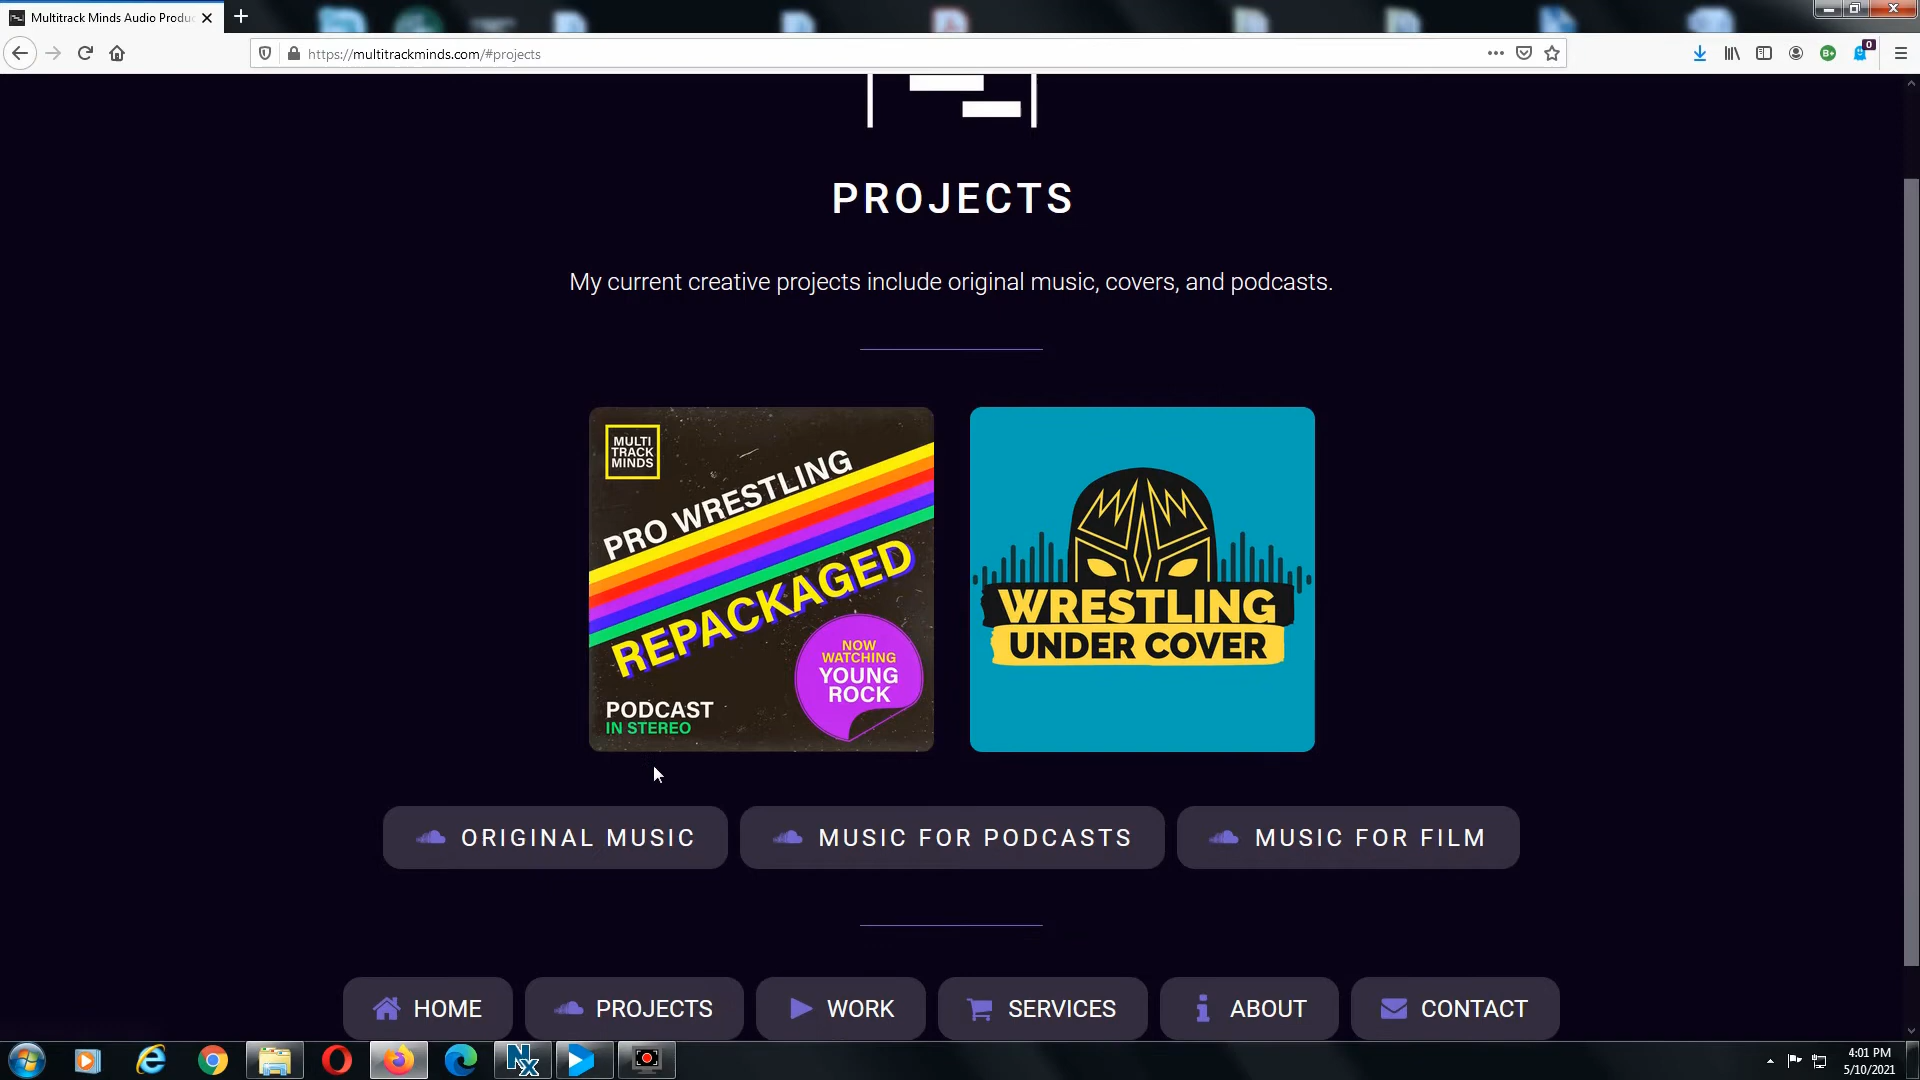 Multitrack Minds Audio Produc
https://multitrackminds.com/#projects
0
PROJECTS
My current creative projects include original music, covers, and podcasts.
MULTI
TRACK
MINDS
PRO WRESTLING
REPACKAGED
NOW
WATCHING
YOUNG
ROCK
PODCAST
IN STEREO
WRESTLING
UNDER COVER
ORIGINAL MUSIC
MUSIC FOR PODCASTS
MUSIC FOR FILM
HOME
PROJECTS
WORK
SERVICES
ABOUT
CONTACT
4:01 PM
5/10/2021